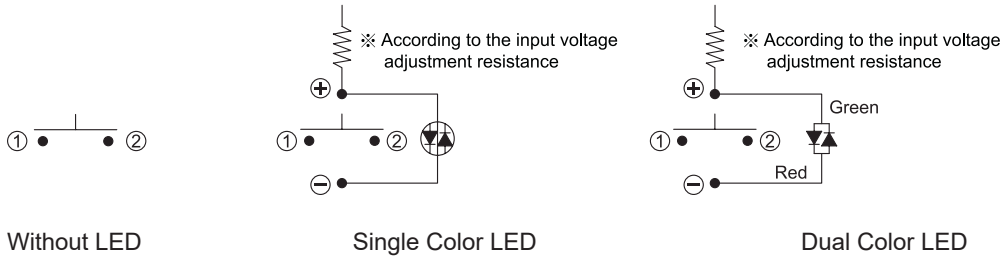 ① ②
Without LED
※ According to the input voltage
adjustment resistance
⊕
① ②
⊖
Single Color LED
※ According to the input voltage
adjustment resistance
⊕
Green
① ②
Red
⊖
Dual Color LED